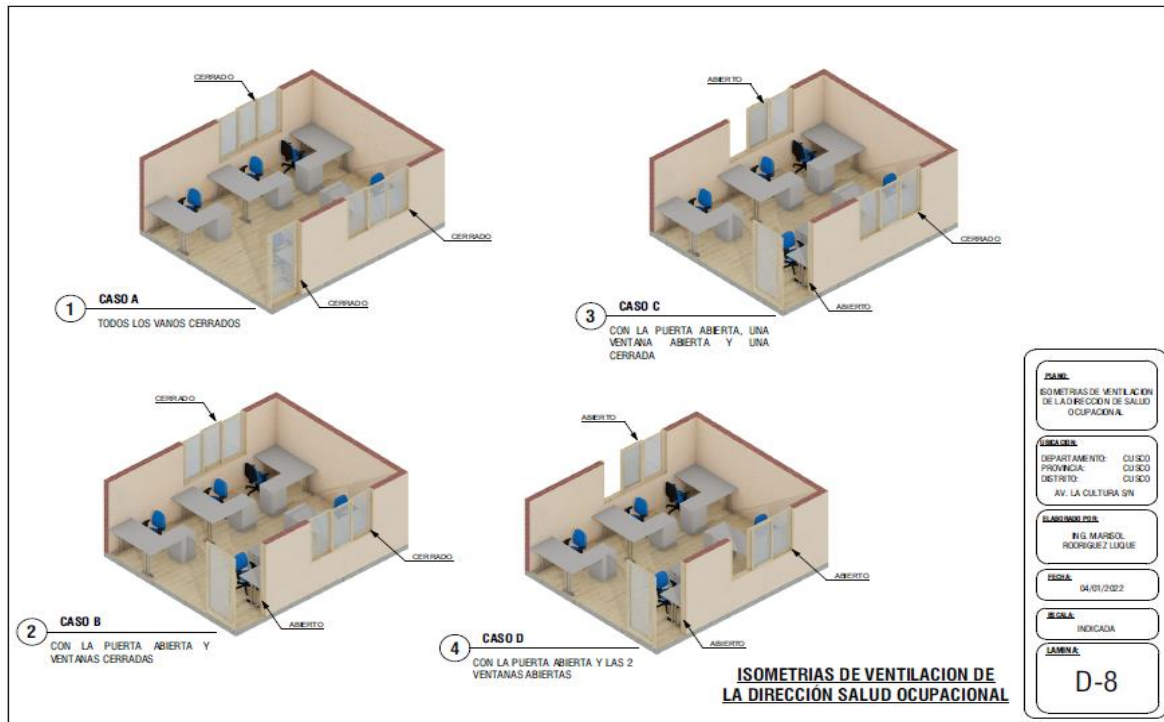 CERRADO
CERRADO
CERRADO
1
CASO A
TODOS LOS VANOS CERRADOS
ABIERTO
CERRADO
ABIERTO
3
CASO C
CON LA PUERTA ABIERTA, UNA
VENTANA ABIERTA Y UNA
CERRADA
CERRADO
CERRADO
ABIERTO
2
CASO B
CON LA PUERTA ABIERTA Y
VENTANAS CERRADAS
ABIERTO
ABIERTO
ABIERTO
4
CASO D
CON LA PUERTA ABIERTA Y LAS 2
VENTANAS ABIERTAS
ISOMETRIAS DE VENTILACION DE
LA DIRECCIÓN SALUD OCUPACIONAL
PLANO:
ISOMETRIAS DE VENTILACION
DE LA DIRECCION DE SALUD
OCUPACIONAL
UBICACION:
DEPARTAMENTO: CUSCO
PROVINCIA: CUSCO
DISTRITO: CUSCO
AV. LA CULTURA S/N
ELABORADO POR:
ING. MARISOL
RODRIGUEZ LUQUE
FECHA:
04/01/2022
ESCALA:
INDICADA
LAMINA:
D-8